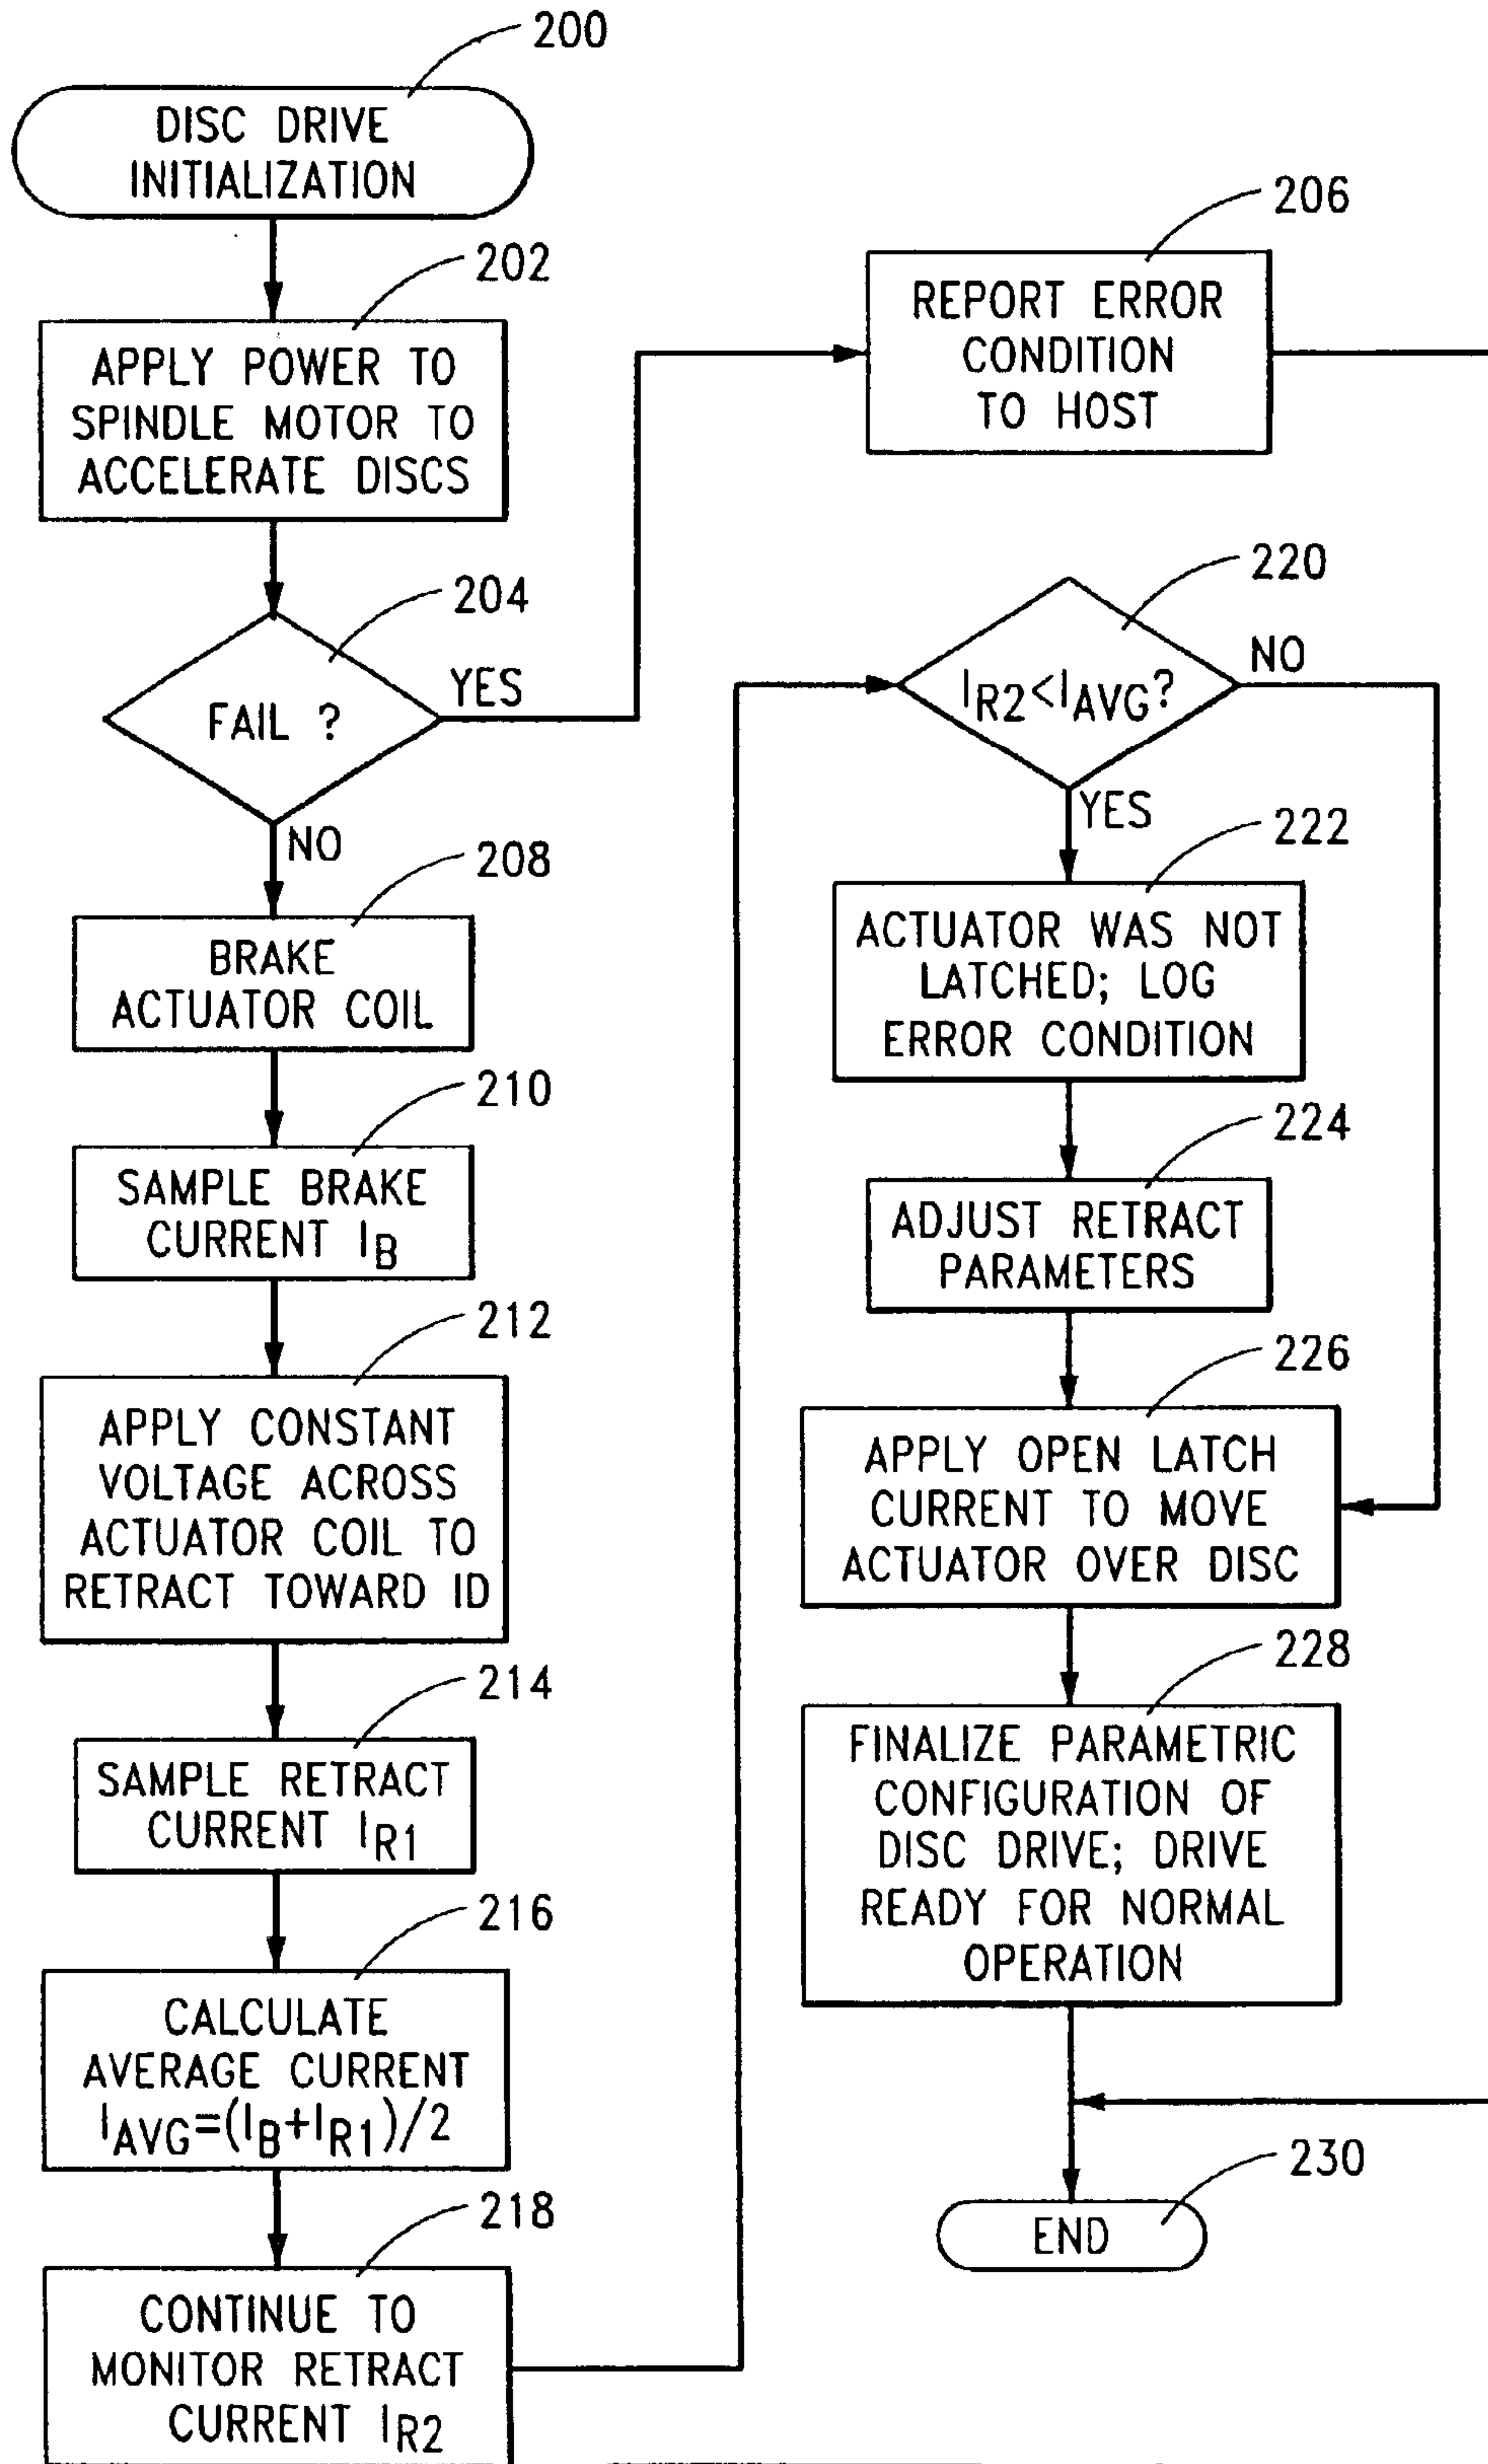 200
DISC DRIVE
INITIALIZATION
202
APPLY POWER TO
SPINDLE MOTOR TO
ACCELERATE DISCS
204
FAIL ?
YES
NO
206
REPORT ERROR
CONDITION
TO HOST
208
BRAKE
ACTUATOR COIL
210
SAMPLE BRAKE
CURRENT IB
212
APPLY CONSTANT
VOLTAGE ACROSS
ACTUATOR COIL TO
RETRACT TOWARD ID
214
SAMPLE RETRACT
CURRENT IR1
216
CALCULATE
AVERAGE CURRENT
IAVG=(IB+IR1)/2
218
CONTINUE TO
MONITOR RETRACT
CURRENT IR2
220
IR2<IAVG?
NO
YES
222
ACTUATOR WAS NOT
LATCHED; LOG
ERROR CONDITION
224
ADJUST RETRACT
PARAMETERS
226
APPLY OPEN LATCH
CURRENT TO MOVE
ACTUATOR OVER DISC
228
FINALIZE PARAMETRIC
CONFIGURATION OF
DISC DRIVE; DRIVE
READY FOR NORMAL
OPERATION
230
END